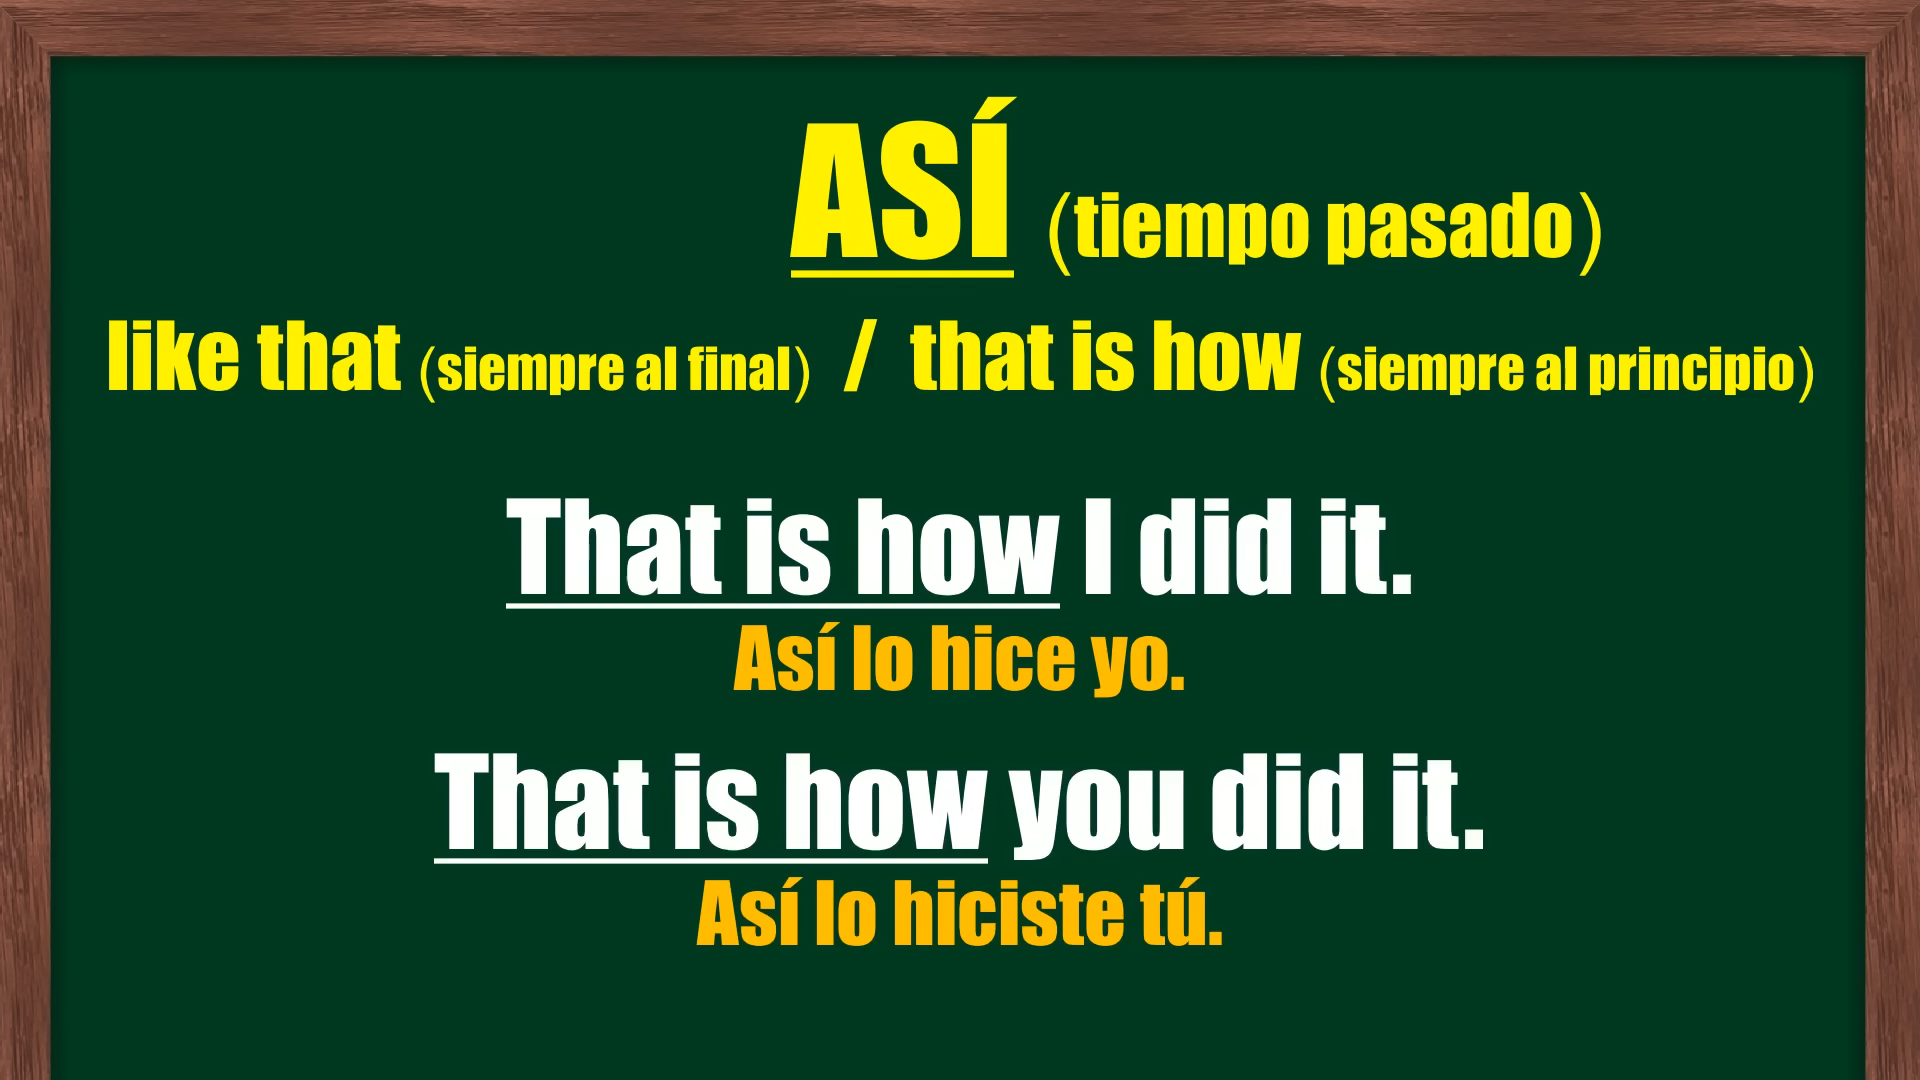 ASÍ (tiempo pasado)
like that (siempre al final) / that is how (siempre al principio)
That is how I did it.
Así lo hice yo.
That is how you did it.
Así lo hiciste tú.